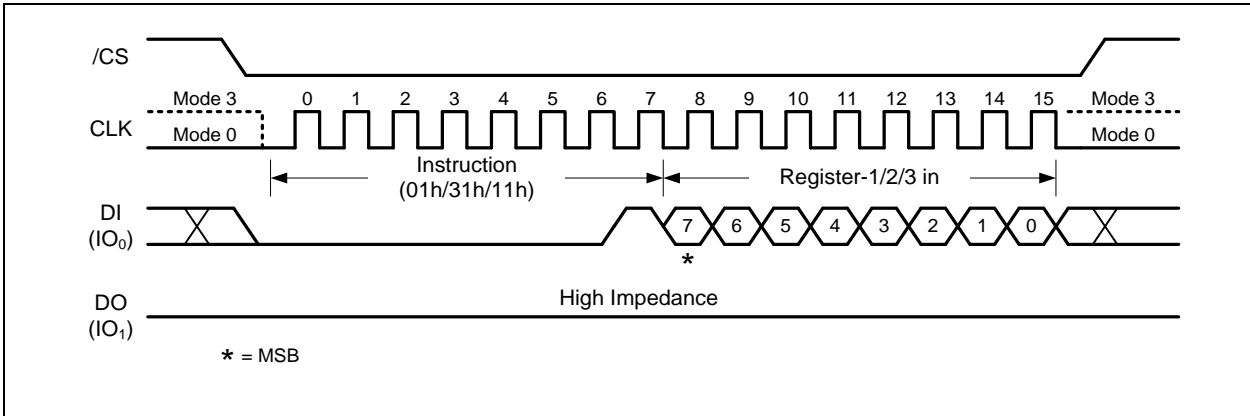 /CS
Mode 3 0 1 2 3 4 5 6 7 8 9 10 11 12 13 14 15 Mode 3
CLK
Mode 0 Mode 0
Instruction
(01h/31h/11h)
Register-1/2/3 in
DI
(IO₀)
7 6 5 4 3 2 1 0
*
High Impedance
DO
(IO₁)
* = MSB